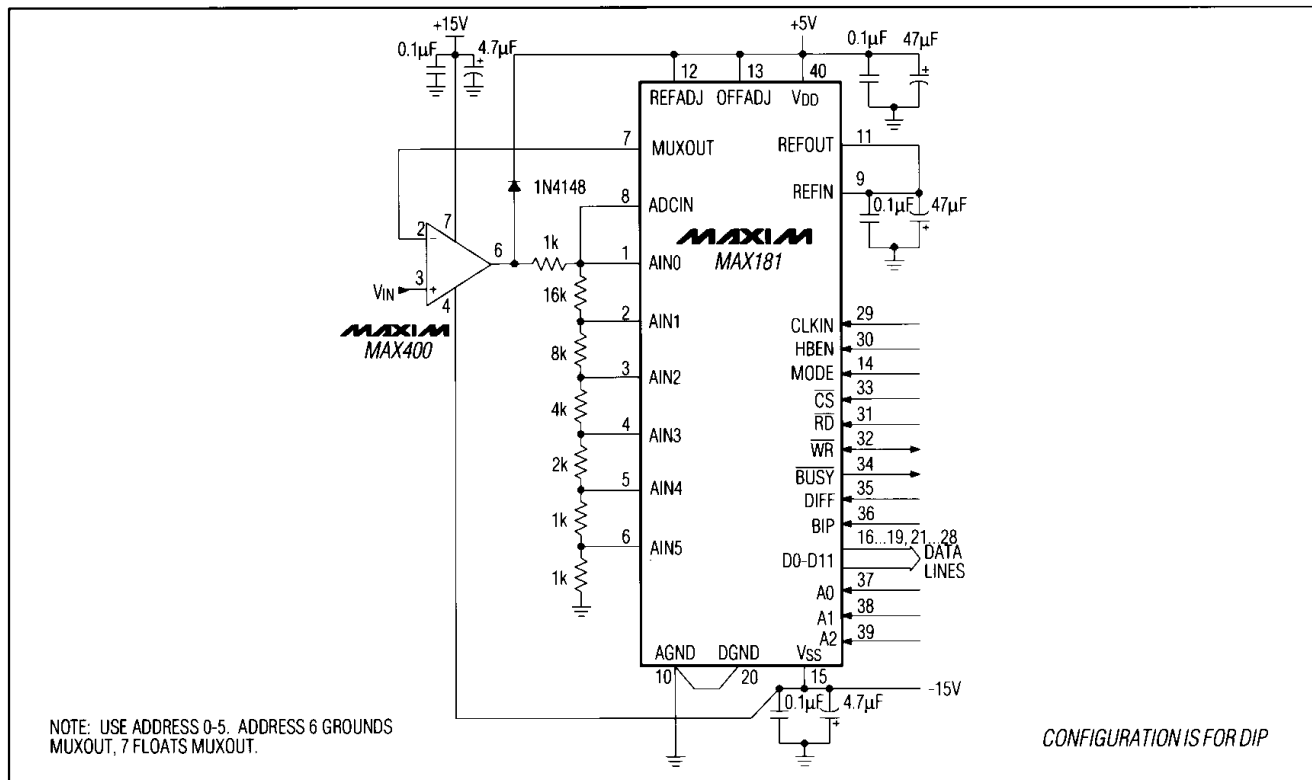 +15V
+5V
0.1µF
4.7µF
+
0.1µF
47µF
+
12
13
40
REFADJ
OFFADJ
VDD
7
MUXOUT
REFOUT
11
1N4148
8
ADCIN
REFIN
9
0.1µF
47µF
+
MAXIM
MAX181
7
2
-
6
1k
1
AIN0
VIN
3
+
4
16k
MAXIM
MAX400
2
AIN1
8k
3
AIN2
4k
4
AIN3
2k
5
AIN4
1k
6
AIN5
1k
CLKIN
29
HBEN
30
MODE
14
CS
33
RD
31
WR
32
BUSY
34
DIFF
35
BIP
36
16...19, 21...28
D0-D11
DATA
LINES
A0
37
A1
38
A2
39
AGND
DGND
VSS
10
20
15
-15V
0.1µF
4.7µF
+
NOTE: USE ADDRESS 0-5. ADDRESS 6 GROUNDS
MUXOUT, 7 FLOATS MUXOUT.
CONFIGURATION IS FOR DIP